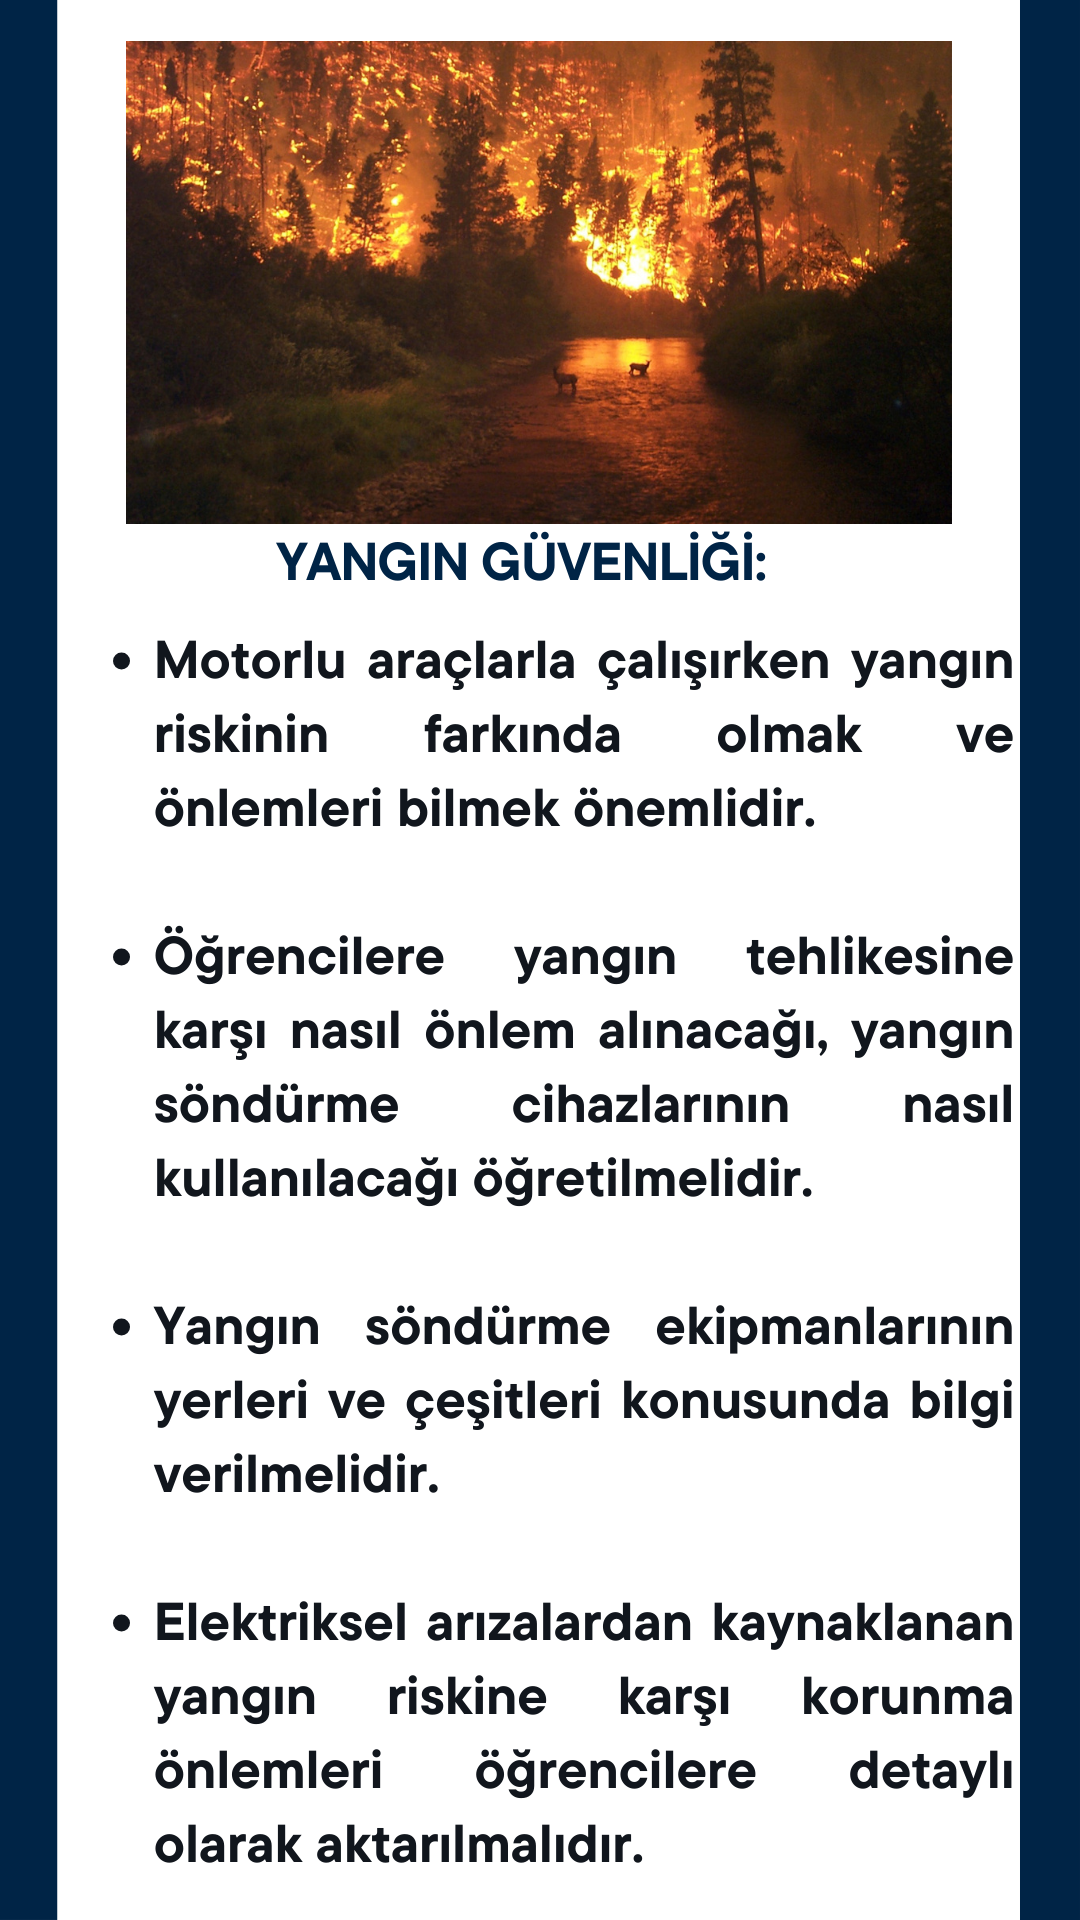 YANGIN GÜVENLİĞİ:
• Motorlu araçlarla çalışırken yangın
riskinin farkında olmak ve
önlemleri bilmek önemlidir.
• Öğrencilere yangın tehlikesine
karşı nasıl önlem alınacağı, yangın
söndürme cihazlarının nasıl
kullanılacağı öğretilmelidir.
• Yangın söndürme ekipmanlarının
yerleri ve çeşitleri konusunda bilgi
verilmelidir.
• Elektriksel arızalardan kaynaklanan
yangın riskine karşı korunma
önlemleri öğrencilere detaylı
olarak aktarılmalıdır.